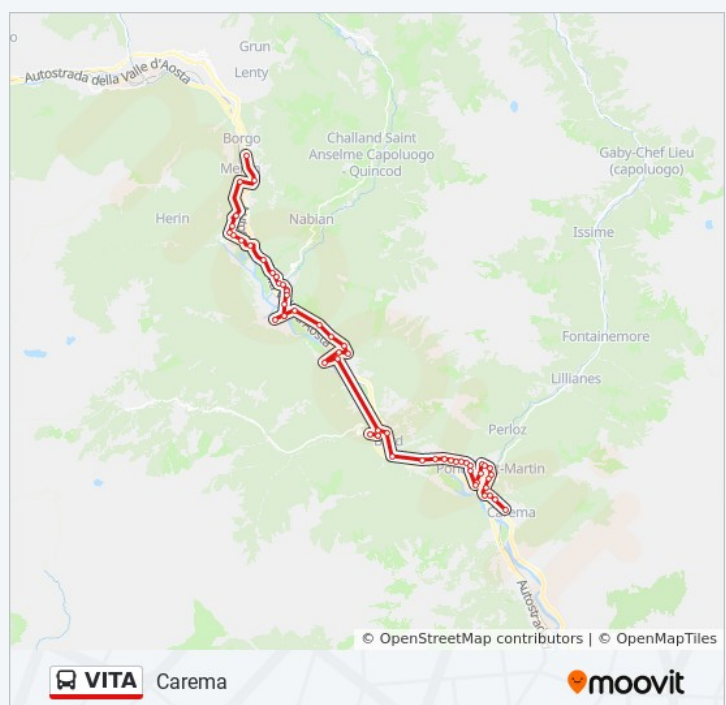 Grun
Autostrada della Valle d'Aosta
Lenty
Borgo
Challand Saint
Anselme Capoluogo
- Quincod
Gaby-Chef Lieu
(capoluogo)
Herin
Nabian
Issime
Fontainemore
Lillianes
Perloz
Carema
© OpenStreetMap contributors | © OpenMapTiles
VITA Carema
moovit